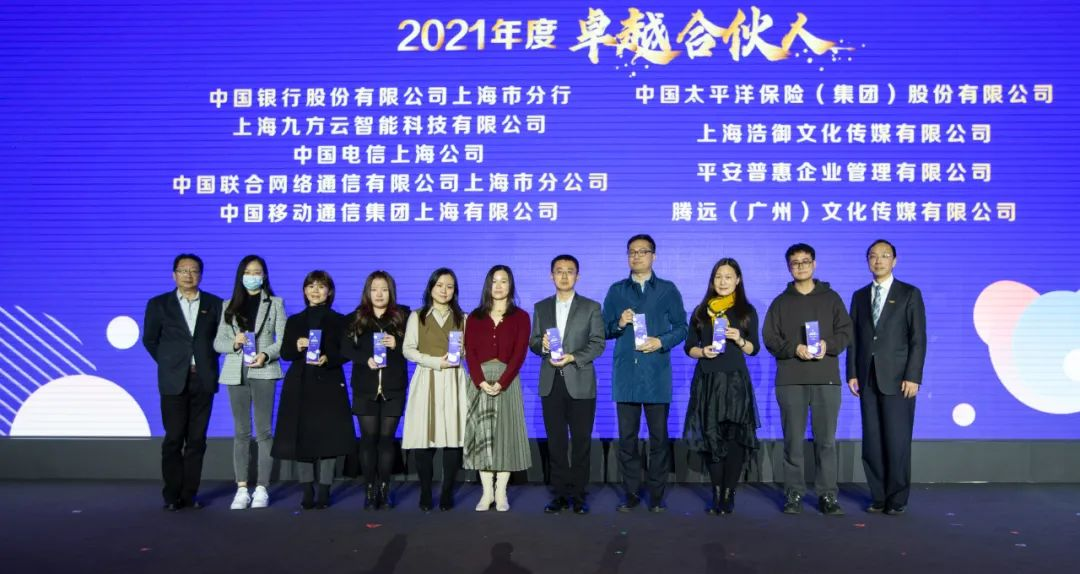 2021年度 卓越合伙人
中国银行股份有限公司上海市分行
上海九方云智能科技有限公司
中国电信上海公司
中国联合网络通信有限公司上海市分公司
中国移动通信集团上海有限公司
中国太平洋保险（集团）股份有限公司
上海浩御文化传媒有限公司
平安普惠企业管理有限公司
腾远（广州）文化传媒有限公司